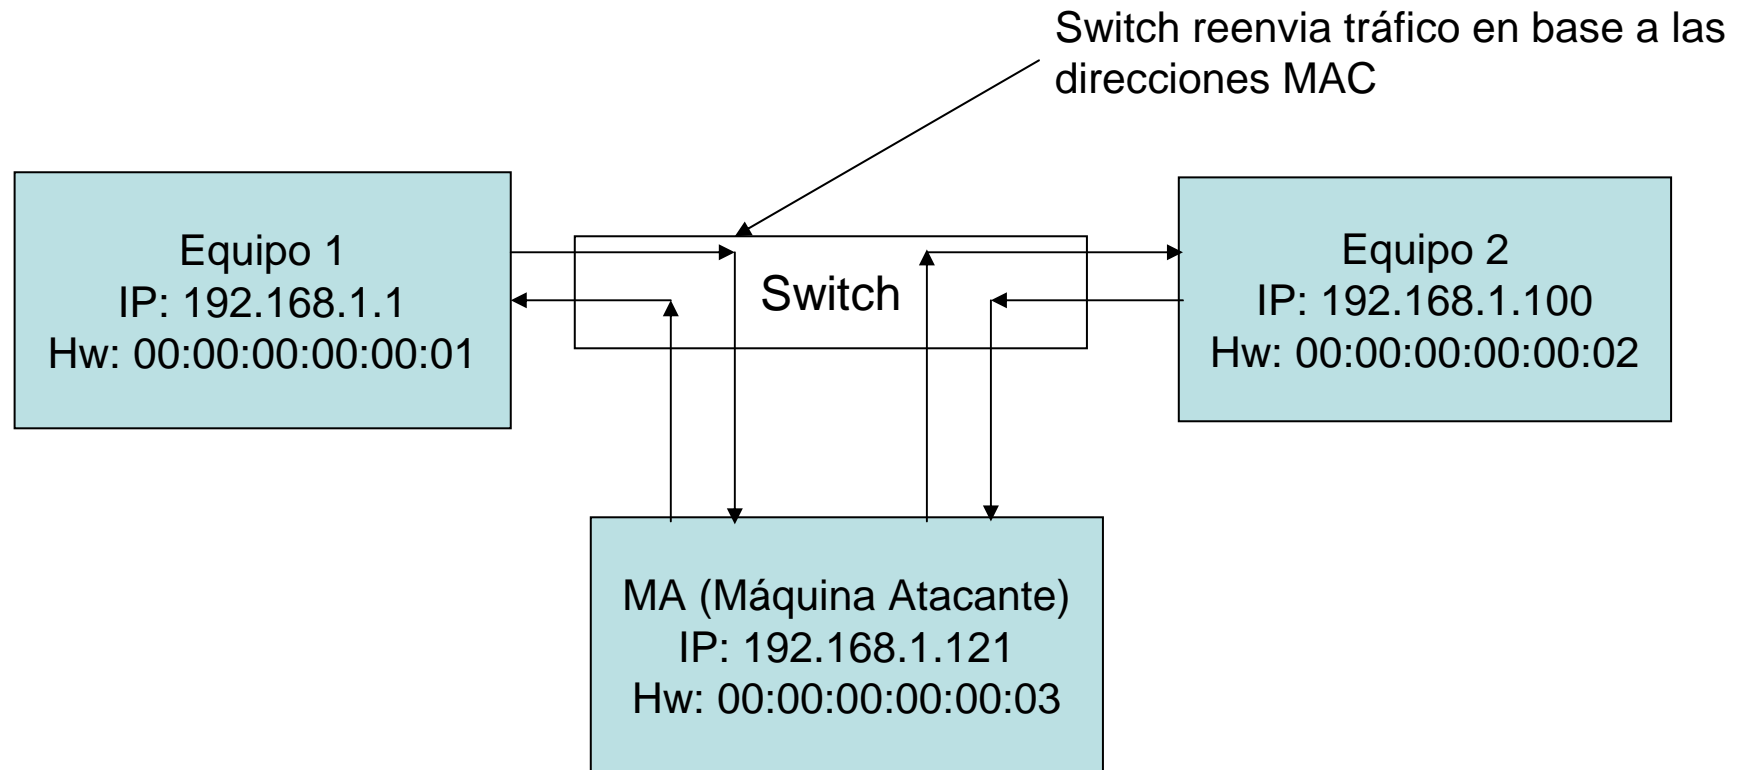 Switch reenvia tráfico en base a las
direcciones MAC
Equipo 1
IP: 192.168.1.1
Hw: 00:00:00:00:00:01
Switch
Equipo 2
IP: 192.168.1.100
Hw: 00:00:00:00:00:02
MA (Máquina Atacante)
IP: 192.168.1.121
Hw: 00:00:00:00:00:03